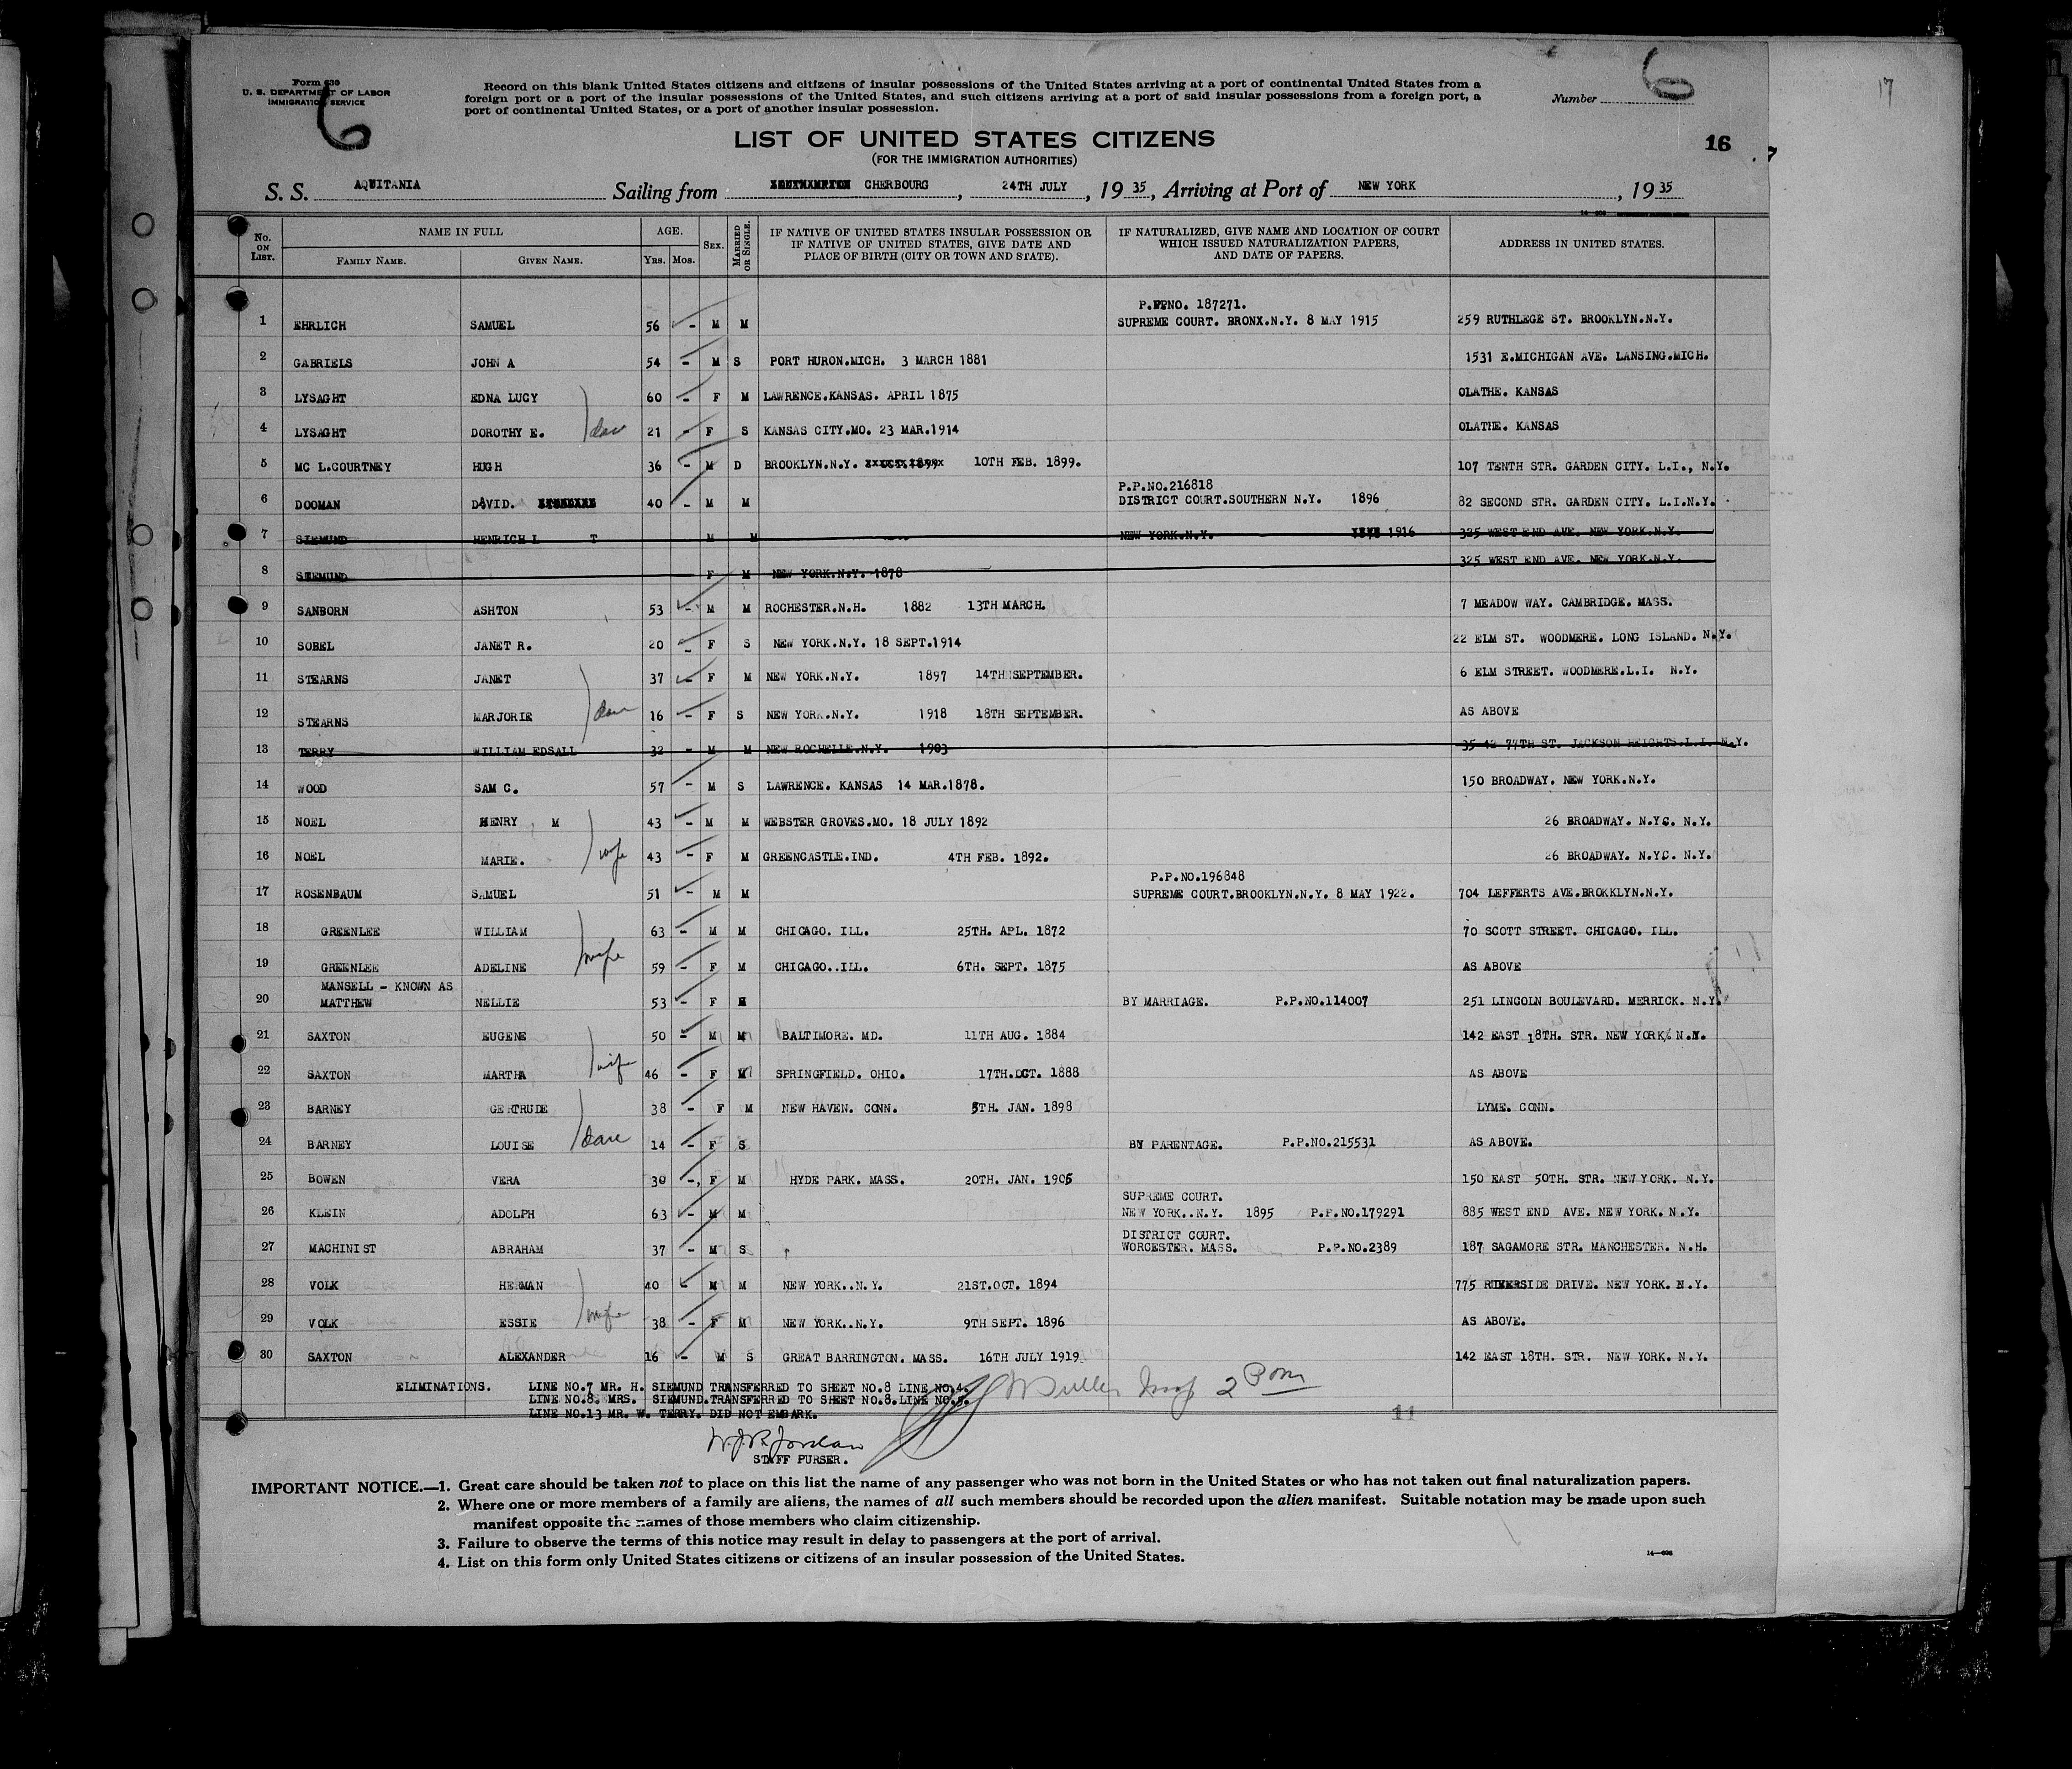 Form 630
U. S. DEPARTMENT OF LABOR
IMMIGRATION SERVICE
6
Record on this blank United States citizens and citizens of insular possessions of the United States arriving at a port of continental United States from a
foreign port or a port of the insular possessions of the United States, and such citizens arriving at a port of said insular possessions from a foreign port, a
port of continental United States, or a port of another insular possession.
Number 6
17
LIST OF UNITED STATES CITIZENS
(FOR THE IMMIGRATION AUTHORITIES)
16
S. S. AQUITANIA Sailing from SOUTHAMPTON CHERBOURG, 24TH JULY, 19 35, Arriving at Port of NEW YORK, 19 35
No. ON LIST. NAME IN FULL FAMILY NAME. GIVEN NAME. AGE. YRS. MOS. SEX. MARRIED OR SINGLE. IF NATIVE OF UNITED STATES INSULAR POSSESSION OR IF NATIVE OF UNITED STATES, GIVE DATE AND PLACE OF BIRTH (CITY OR TOWN AND STATE). IF NATURALIZED, GIVE NAME AND LOCATION OF COURT WHICH ISSUED NATURALIZATION PAPERS, AND DATE OF PAPERS. ADDRESS IN UNITED STATES.
P.PPNO. 187271.
1 EHRLICH SAMUEL 56 - M M SUPREME COURT. BRONX.N.Y. 8 MAY 1915 259 RUTHLEGE ST. BROOKLYN.N.Y.
2 GABRIELS JOHN A 54 - M S PORT HURON.MICH. 3 MARCH 1881 1531 E.MICHIGAN AVE. LANSING.MICH.
3 LYSAGHT EDNA LUCY 60 - F M LAWRENCE.KANSAS. APRIL 1875 OLATHE. KANSAS
4 LYSAGHT DOROTHY E. dau 21 - F S KANSAS CITY.MO. 23 MAR.1914 OLATHE. KANSAS
5 MC L.COURTNEY HUGH 36 - M D BROOKLYN.N.Y. 10TH FEB. 1899. 107 TENTH STR. GARDEN CITY. L.I., N.Y.
P.P.NO.216818
6 DOOMAN DAVID. 40 - M M DISTRICT COURT.SOUTHERN N.Y. 1896 82 SECOND STR. GARDEN CITY. L.I.N.Y.
7 SIEMUND HENRICH L T M M NEW YORK.N.Y. 1916 325 WEST END AVE. NEW YORK.N.Y.
8 SIEMUND F M NEW YORK.N.Y. 1878 325 WEST END AVE. NEW YORK.N.Y.
9 SANBORN ASHTON 53 - M M ROCHESTER.N.H. 1882 13TH MARCH. 7 MEADOW WAY. CAMBRIDGE. MASS.
10 SOBEL JANET R. 20 - F S NEW YORK.N.Y. 18 SEPT.1914 22 ELM ST. WOODMERE. LONG ISLAND. N.Y.
11 STEARNS JANET 37 - F M NEW YORK.N.Y. 1897 14TH SEPTEMBER. 6 ELM STREET. WOODMERE.L.I. N.Y.
12 STEARNS MARJORIE dau 16 - F S NEW YORK.N.Y. 1918 18TH SEPTEMBER. AS ABOVE
13 TERRY WILLIAM EDSALL 32 - M M NEW ROCHELLE.N.Y. 1903 35 42 77TH ST. JACKSON HEIGHTS.L.I. N.Y.
14 WOOD SAM C. 57 - M S LAWRENCE. KANSAS 14 MAR.1878. 150 BROADWAY. NEW YORK.N.Y.
15 NOEL HENRY M 43 - M M WEBSTER GROVES.MO. 18 JULY 1892 26 BROADWAY. N.YC. N.Y.
16 NOEL MARIE. wife 43 - F M GREENCASTLE.IND. 4TH FEB. 1892. 26 BROADWAY. N.YC. N.Y.
P.P.NO.196848
17 ROSENBAUM SAMUEL 51 - M M SUPREME COURT.BROOKLYN.N.Y. 8 MAY 1922. 704 LEFFERTS AVE.BROKKLYN.N.Y.
18 GREENLEE WILLIAM 63 - M M CHICAGO. ILL. 25TH. APL. 1872 70 SCOTT STREET. CHICAGO. ILL.
19 GREENLEE ADELINE wife 59 - F M CHICAGO..ILL. 6TH. SEPT. 1875 AS ABOVE
MANSELL - KNOWN AS
20 MATTHEW NELLIE 53 - F BY MARRIAGE. P.P.NO.114007 251 LINCOLN BOULEVARD. MERRICK. N.Y.
21 SAXTON EUGENE 50 - M M BALTIMORE. MD. 11TH AUG. 1884 142 EAST 18TH. STR. NEW YORK. N.Y.
22 SAXTON MARTHA wife 46 - F M SPRINGFIELD. OHIO. 17TH.OCT. 1888 AS ABOVE
23 BARNEY GERTRUDE 38 - F M NEW HAVEN. CONN. 5TH. JAN. 1898 LYME. CONN.
24 BARNEY LOUISE dau 14 - F S BY PARENTAGE. P.P.NO.215531 AS ABOVE.
25 BOWEN VERA 30 -, F M HYDE PARK. MASS. 20TH. JAN. 1905 150 EAST 50TH. STR. NEW YORK. N.Y.
SUPREME COURT.
26 KLEIN ADOLPH 63 - M M NEW YORK..N.Y. 1895 P.P.NO.179291 885 WEST END AVE. NEW YORK. N.Y.
DISTRICT COURT.
27 MACHINIST ABRAHAM 37 - M S WORCESTER. MASS. P.P.NO.2389 187 SAGAMORE STR. MANCHESTER. N.H.
28 VOLK HERMAN 40 - M M NEW YORK..N.Y. 21ST.OCT. 1894 775 RIVERSIDE DRIVE. NEW YORK. N.Y.
29 VOLK ESSIE wife 38 - F M NEW YORK..N.Y. 9TH SEPT. 1896 AS ABOVE.
30 SAXTON ALEXANDER 16 - M S GREAT BARRINGTON. MASS. 16TH JULY 1919 142 EAST 18TH. STR. NEW YORK. N.Y.
ELIMINATIONS. LINE NO.7 MR. H. SIEMUND TRANSFERRED TO SHEET NO.8 LINE NO.4.
LINE NO.8. MRS. SIEMUND.TRANSFERRED TO SHEET NO.8.LINE NO.5.
LINE NO.13 MR. W. TERRY. DID NOT EMBARK.
11
W.J.R. Jordan
STAFF PURSER.
IMPORTANT NOTICE.—1. Great care should be taken not to place on this list the name of any passenger who was not born in the United States or who has not taken out final naturalization papers.
2. Where one or more members of a family are aliens, the names of all such members should be recorded upon the alien manifest. Suitable notation may be made upon such
manifest opposite the names of those members who claim citizenship.
3. Failure to observe the terms of this notice may result in delay to passengers at the port of arrival.
4. List on this form only United States citizens or citizens of an insular possession of the United States.
14—608